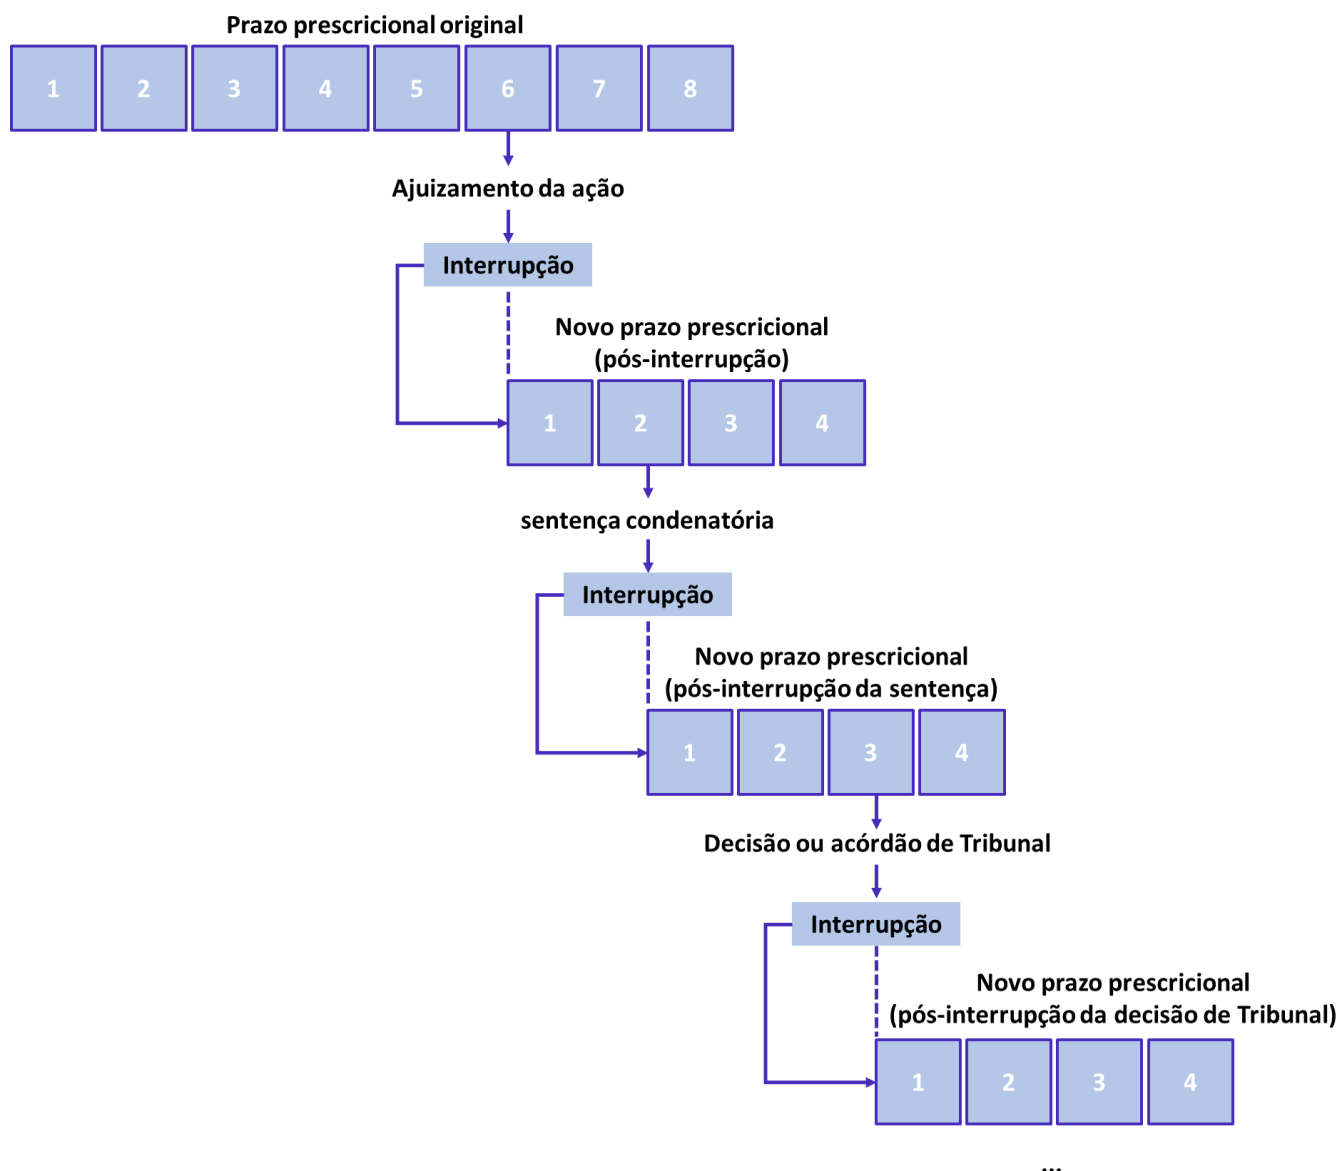 Prazo prescricional original
1 2 3 4 5 6 7 8
Ajuizamento da ação
Interrupção
Novo prazo prescricional
(pós-interrupção)
1 2 3 4
sentença condenatória
Interrupção
Novo prazo prescricional
(pós-interrupção da sentença)
1 2 3 4
Decisão ou acórdão de Tribunal
Interrupção
Novo prazo prescricional
(pós-interrupção da decisão de Tribunal)
1 2 3 4
...